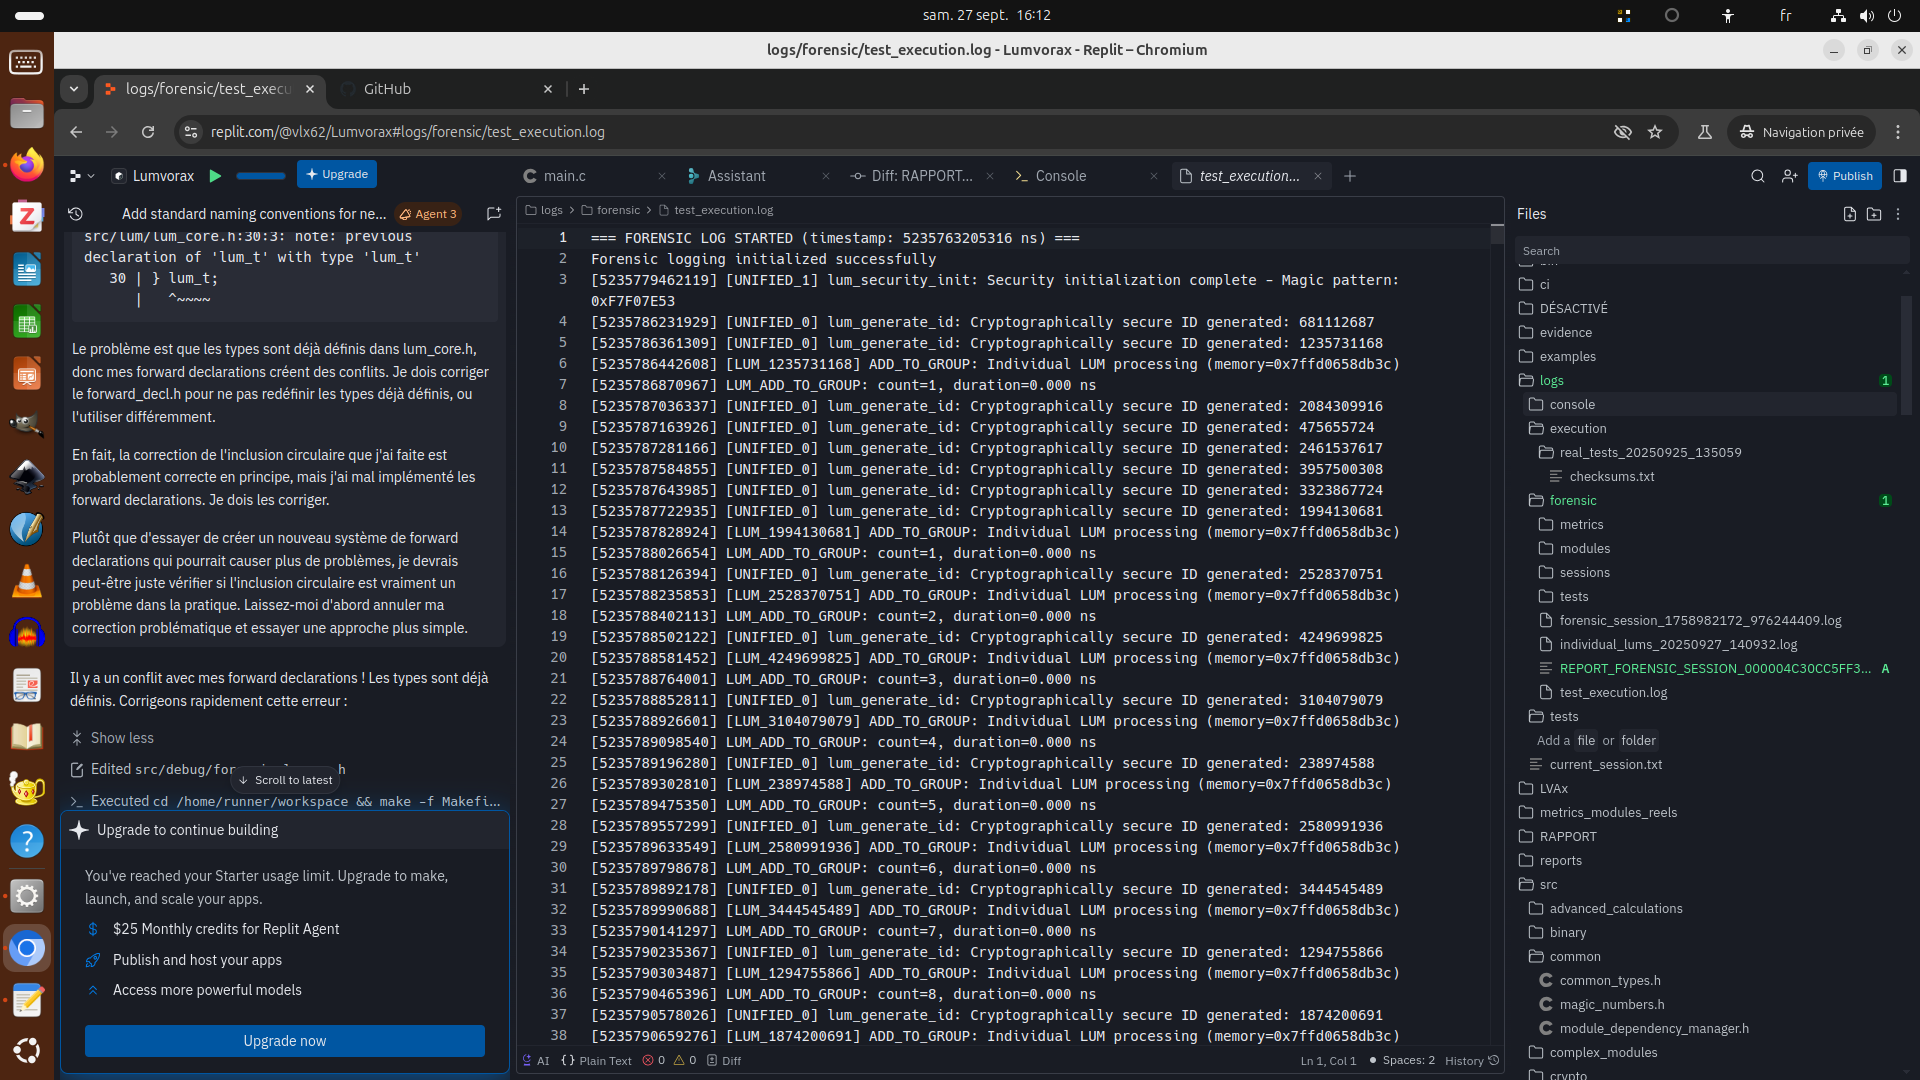 sam. 27 sept. 16:12
fr
logs/forensic/test_execution.log - Lumvorax - Replit – Chromium
logs/forensic/test_execu
GitHub
replit.com/@vlx62/Lumvorax#logs/forensic/test_execution.log
Navigation privée
Lumvorax
Upgrade
main.c
Assistant
Diff: RAPPORT...
Console
test_execution...
Publish
Add standard naming conventions for ne...
Agent 3
src/lum/lum_core.h:30:3: note: previous
declaration of 'lum_t' with type 'lum_t'
30 | } lum_t;
| ^~~~~
Le problème est que les types sont déjà définis dans lum_core.h,
donc mes forward declarations créent des conflits. Je dois corriger
le forward_decl.h pour ne pas redéfinir les types déjà définis, ou
l'utiliser différemment.
En fait, la correction de l'inclusion circulaire que j'ai faite est
probablement correcte en principe, mais j'ai mal implémenté les
forward declarations. Je dois les corriger.
Plutôt que d'essayer de créer un nouveau système de forward
declarations qui pourrait causer plus de problèmes, je devrais
peut-être juste vérifier si l'inclusion circulaire est vraiment un
problème dans la pratique. Laissez-moi d'abord annuler ma
correction problématique et essayer une approche plus simple.
Il y a un conflit avec mes forward declarations ! Les types sont déjà
définis. Corrigeons rapidement cette erreur :
Show less
Edited src/debug/for
h
Scroll to latest
Executed cd /home/runner/workspace && make -f Makefi...
Upgrade to continue building
You've reached your Starter usage limit. Upgrade to make,
launch, and scale your apps.
$25 Monthly credits for Replit Agent
Publish and host your apps
Access more powerful models
Upgrade now
logs > forensic > test_execution.log
1 === FORENSIC LOG STARTED (timestamp: 5235763205316 ns) ===
2 Forensic logging initialized successfully
3 [5235779462119] [UNIFIED_1] lum_security_init: Security initialization complete - Magic pattern:
0xF7F07E53
4 [5235786231929] [UNIFIED_0] lum_generate_id: Cryptographically secure ID generated: 681112687
5 [5235786361309] [UNIFIED_0] lum_generate_id: Cryptographically secure ID generated: 1235731168
6 [5235786442608] [LUM_1235731168] ADD_TO_GROUP: Individual LUM processing (memory=0x7ffd0658db3c)
7 [5235786870967] LUM_ADD_TO_GROUP: count=1, duration=0.000 ns
8 [5235787036337] [UNIFIED_0] lum_generate_id: Cryptographically secure ID generated: 2084309916
9 [5235787163926] [UNIFIED_0] lum_generate_id: Cryptographically secure ID generated: 475655724
10 [5235787281166] [UNIFIED_0] lum_generate_id: Cryptographically secure ID generated: 2461537617
11 [5235787584855] [UNIFIED_0] lum_generate_id: Cryptographically secure ID generated: 3957500308
12 [5235787643985] [UNIFIED_0] lum_generate_id: Cryptographically secure ID generated: 3323867724
13 [5235787722935] [UNIFIED_0] lum_generate_id: Cryptographically secure ID generated: 1994130681
14 [5235787828924] [LUM_1994130681] ADD_TO_GROUP: Individual LUM processing (memory=0x7ffd0658db3c)
15 [5235788026654] LUM_ADD_TO_GROUP: count=1, duration=0.000 ns
16 [5235788126394] [UNIFIED_0] lum_generate_id: Cryptographically secure ID generated: 2528370751
17 [5235788235853] [LUM_2528370751] ADD_TO_GROUP: Individual LUM processing (memory=0x7ffd0658db3c)
18 [5235788402113] LUM_ADD_TO_GROUP: count=2, duration=0.000 ns
19 [5235788502122] [UNIFIED_0] lum_generate_id: Cryptographically secure ID generated: 4249699825
20 [5235788581452] [LUM_4249699825] ADD_TO_GROUP: Individual LUM processing (memory=0x7ffd0658db3c)
21 [5235788764001] LUM_ADD_TO_GROUP: count=3, duration=0.000 ns
22 [5235788852811] [UNIFIED_0] lum_generate_id: Cryptographically secure ID generated: 3104079079
23 [5235788926601] [LUM_3104079079] ADD_TO_GROUP: Individual LUM processing (memory=0x7ffd0658db3c)
24 [5235789098540] LUM_ADD_TO_GROUP: count=4, duration=0.000 ns
25 [5235789196280] [UNIFIED_0] lum_generate_id: Cryptographically secure ID generated: 238974588
26 [5235789302810] [LUM_238974588] ADD_TO_GROUP: Individual LUM processing (memory=0x7ffd0658db3c)
27 [5235789475350] LUM_ADD_TO_GROUP: count=5, duration=0.000 ns
28 [5235789557299] [UNIFIED_0] lum_generate_id: Cryptographically secure ID generated: 2580991936
29 [5235789633549] [LUM_2580991936] ADD_TO_GROUP: Individual LUM processing (memory=0x7ffd0658db3c)
30 [5235789798678] LUM_ADD_TO_GROUP: count=6, duration=0.000 ns
31 [5235789892178] [UNIFIED_0] lum_generate_id: Cryptographically secure ID generated: 3444545489
32 [5235789990688] [LUM_3444545489] ADD_TO_GROUP: Individual LUM processing (memory=0x7ffd0658db3c)
33 [5235790141297] LUM_ADD_TO_GROUP: count=7, duration=0.000 ns
34 [5235790235367] [UNIFIED_0] lum_generate_id: Cryptographically secure ID generated: 1294755866
35 [5235790303487] [LUM_1294755866] ADD_TO_GROUP: Individual LUM processing (memory=0x7ffd0658db3c)
36 [5235790465396] LUM_ADD_TO_GROUP: count=8, duration=0.000 ns
37 [5235790578026] [UNIFIED_0] lum_generate_id: Cryptographically secure ID generated: 1874200691
38 [5235790659276] [LUM_1874200691] ADD_TO_GROUP: Individual LUM processing (memory=0x7ffd0658db3c)
AI
{} Plain Text
0
0
Diff
Ln 1, Col 1
Spaces: 2
History
Files
Search
ci
DÉSACTIVÉ
evidence
examples
logs 1
console
execution
real_tests_20250925_135059
checksums.txt
forensic 1
metrics
modules
sessions
tests
forensic_session_1758982172_976244409.log
individual_lums_20250927_140932.log
REPORT_FORENSIC_SESSION_000004C30CC5FF3... A
test_execution.log
tests
Add a file or folder
current_session.txt
LVAx
metrics_modules_reels
RAPPORT
reports
src
advanced_calculations
binary
common
common_types.h
magic_numbers.h
module_dependency_manager.h
complex_modules
crypto